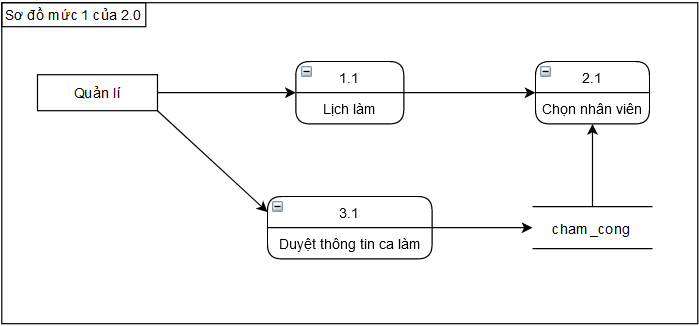 Sơ đồ mức 1 của 2.0
Quản lí
1.1
Lịch làm
2.1
Chọn nhân viên
3.1
Duyệt thông tin ca làm
cham_cong